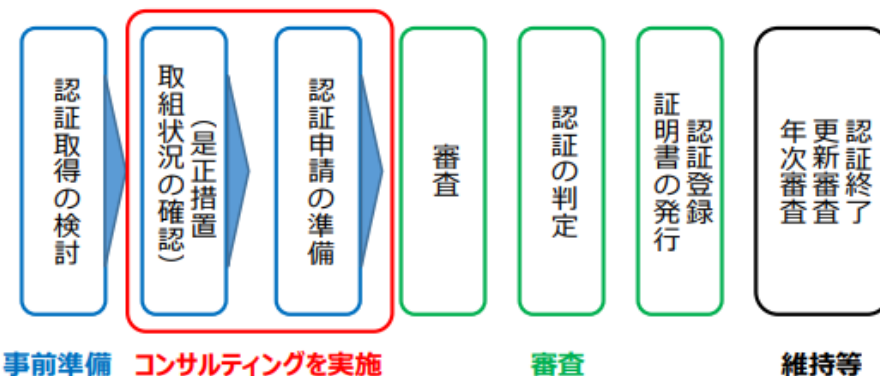 認証取得の検討
（是正措置
取組状況の確認）
認証申請の準備
審査
認証の判定
認証登録
証明書の発行
認証終了
更新審査
年次審査
事前準備
コンサルティングを実施
審査
維持等